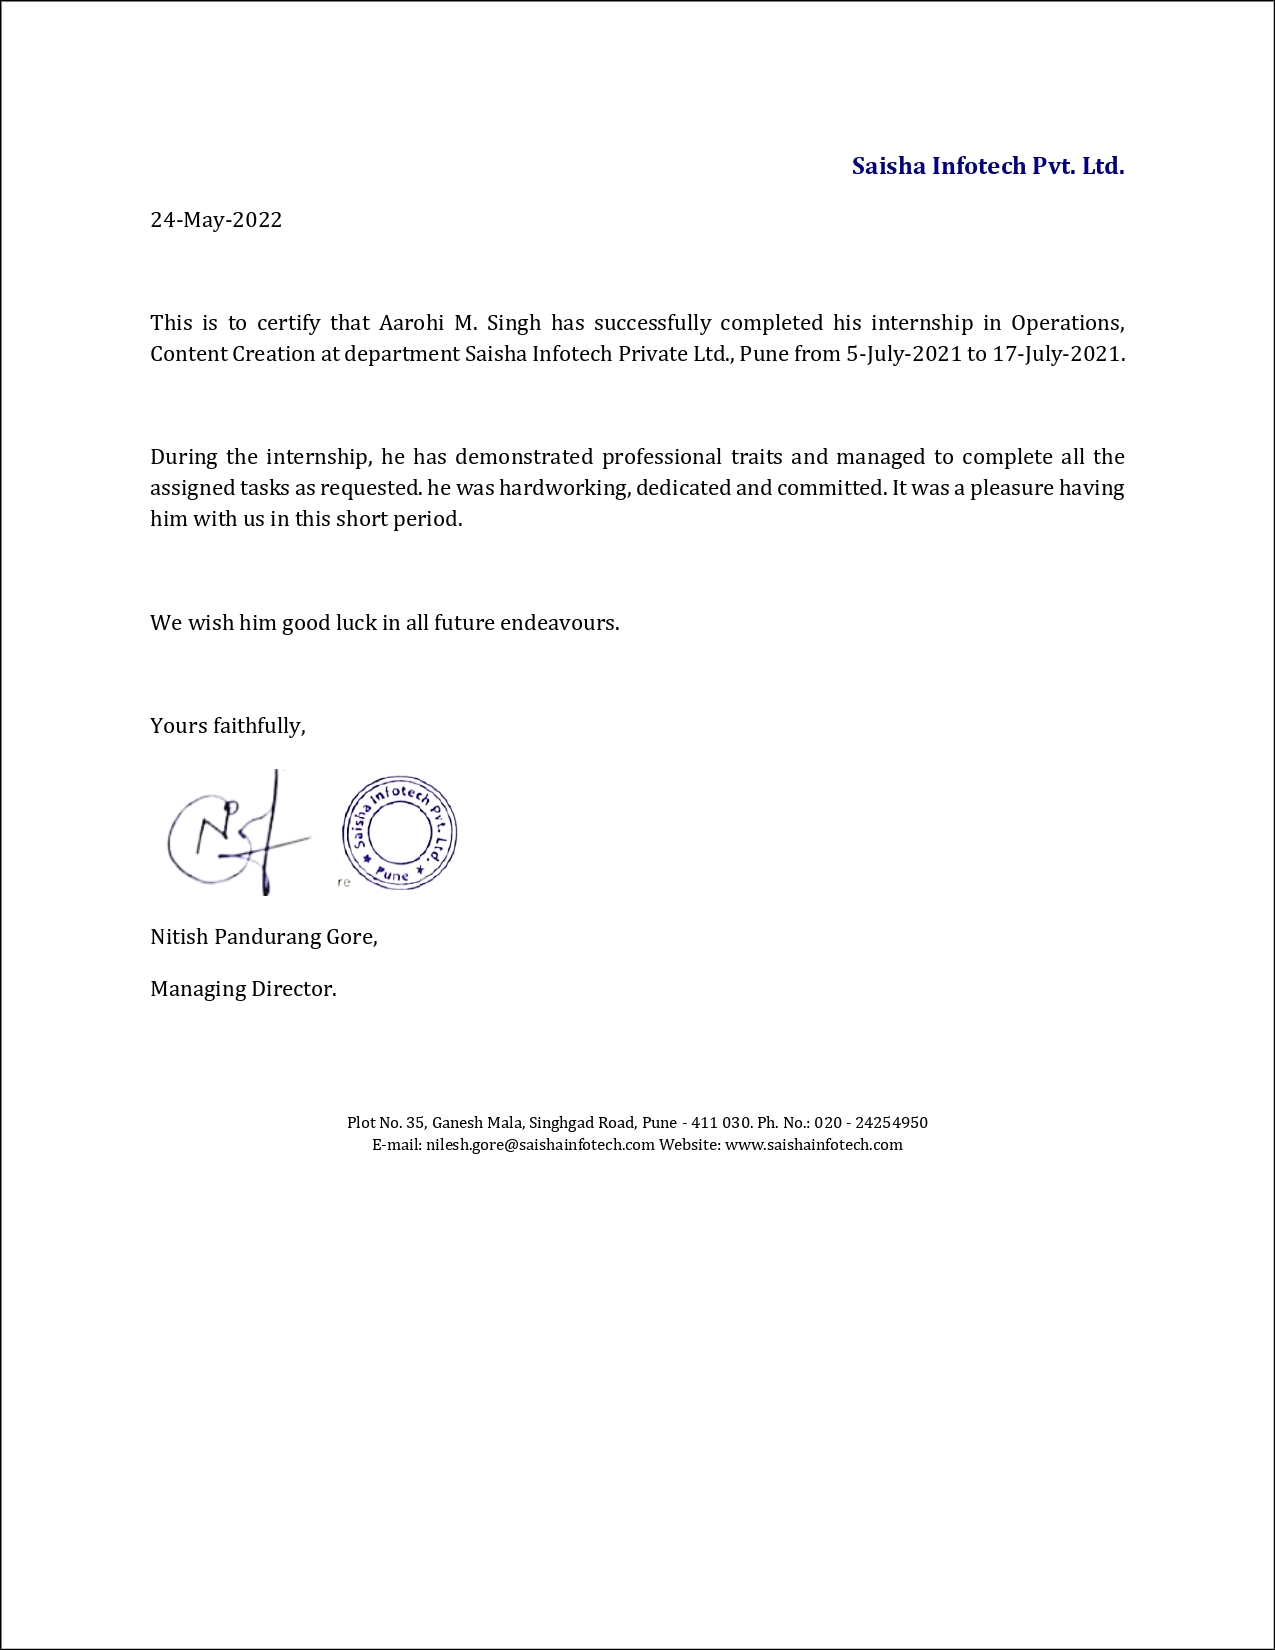 Saisha Infotech Pvt. Ltd.
24-May-2022
This is to certify that Aarohi M. Singh has successfully completed his internship in Operations,
Content Creation at department Saisha Infotech Private Ltd., Pune from 5-July-2021 to 17-July-2021.
During the internship, he has demonstrated professional traits and managed to complete all the
assigned tasks as requested. he was hardworking, dedicated and committed. It was a pleasure having
him with us in this short period.
We wish him good luck in all future endeavours.
Yours faithfully,
Saisha Infotech Pvt. Ltd.
★ Pune ★
re
Nitish Pandurang Gore,
Managing Director.
Plot No. 35, Ganesh Mala, Singhgad Road, Pune - 411 030. Ph. No.: 020 - 24254950
E-mail: nilesh.gore@saishainfotech.com Website: www.saishainfotech.com